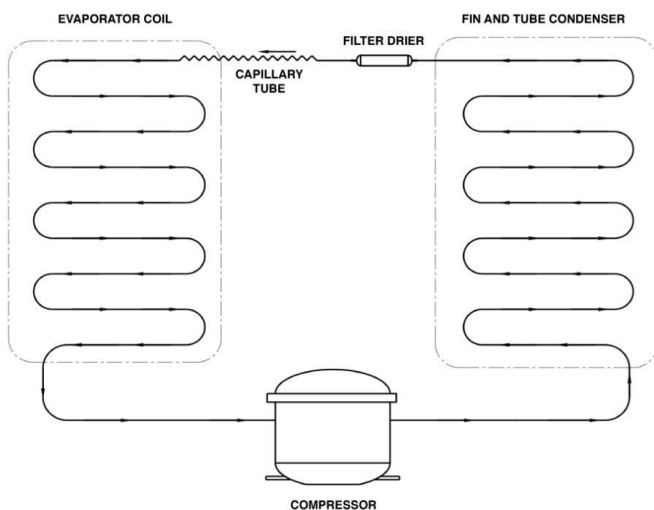 EVAPORATOR COIL
FIN AND TUBE CONDENSER
FILTER DRIER
CAPILLARY
TUBE
COMPRESSOR